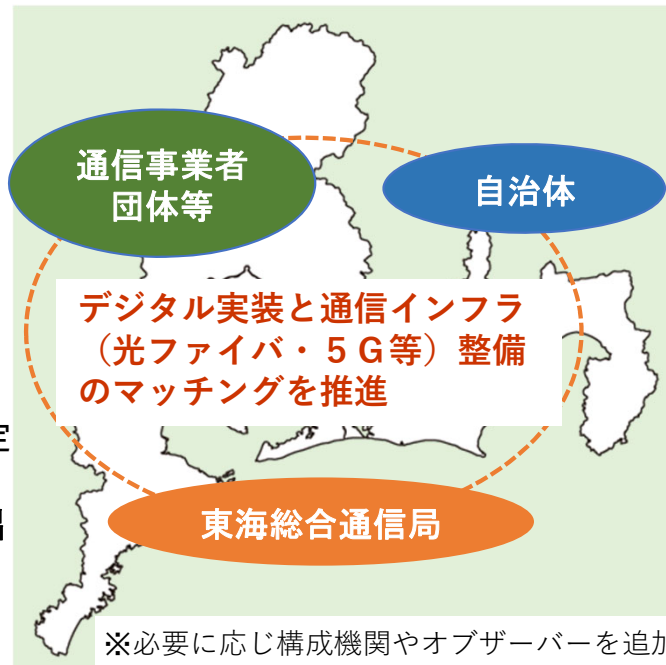 通信事業者
団体等
自治体
デジタル実装と通信インフラ
（光ファイバ・５Ｇ等）整備
のマッチングを推進
東海総合通信局
※必要に応じ構成機関やオブザーバーを追加